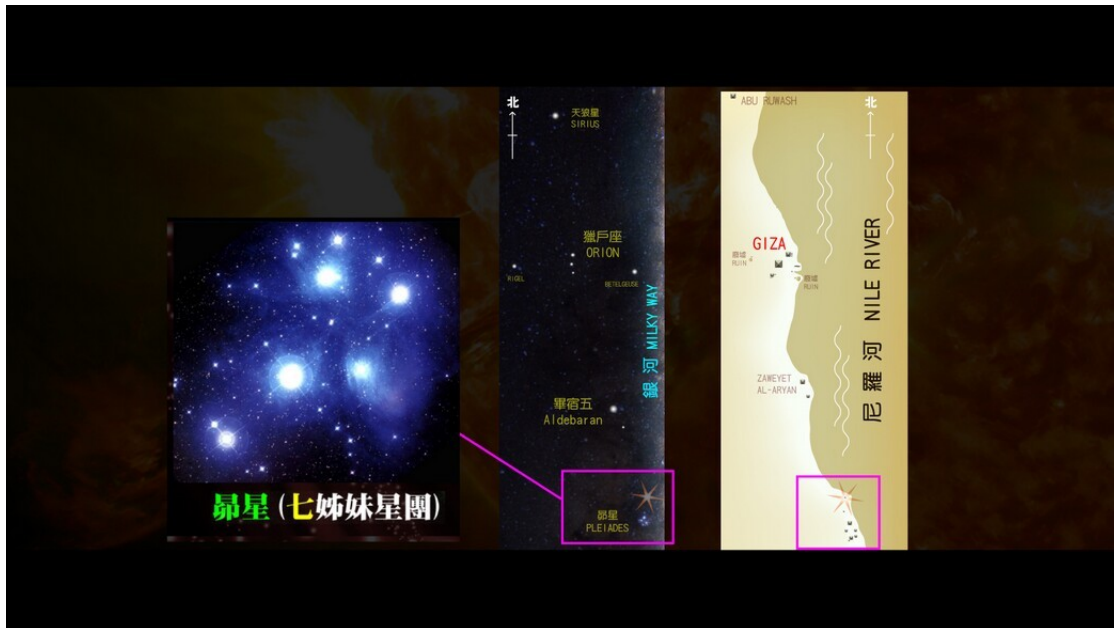 昴星(七姊妹星團)
北
天狼星
SIRIUS
獵戶座
ORION
RIGEL
BETELGEUSE
銀河 MILKY WAY
畢宿五
Aldebaran
昴星
PLEIADES
ABU RUWASH
北
GIZA
廢墟
RUIN
廢墟
RUIN
尼羅河 NILE RIVER
ZAWEYET
AL-ARYAN